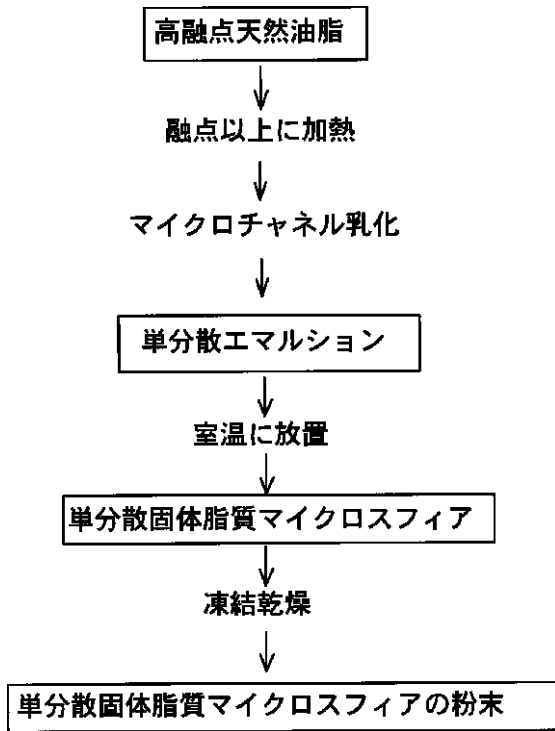 高融点天然油脂
融点以上に加熱
マイクロチャネル乳化
単分散エマルション
室温に放置
単分散固体脂質マイクロスフィア
凍結乾燥
単分散固体脂質マイクロスフィアの粉末